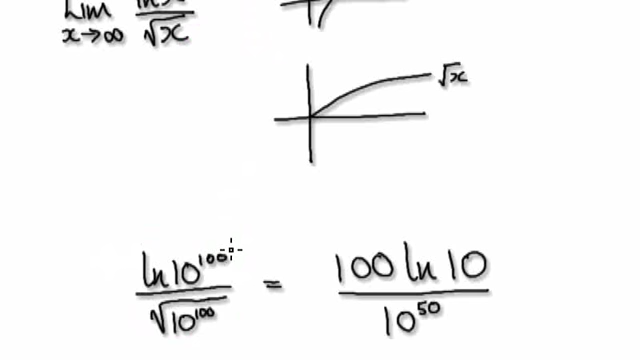 Lim ln x / √x
x→∞
√x
ln 10^100 / √10^100 = 100 ln 10 / 10^50